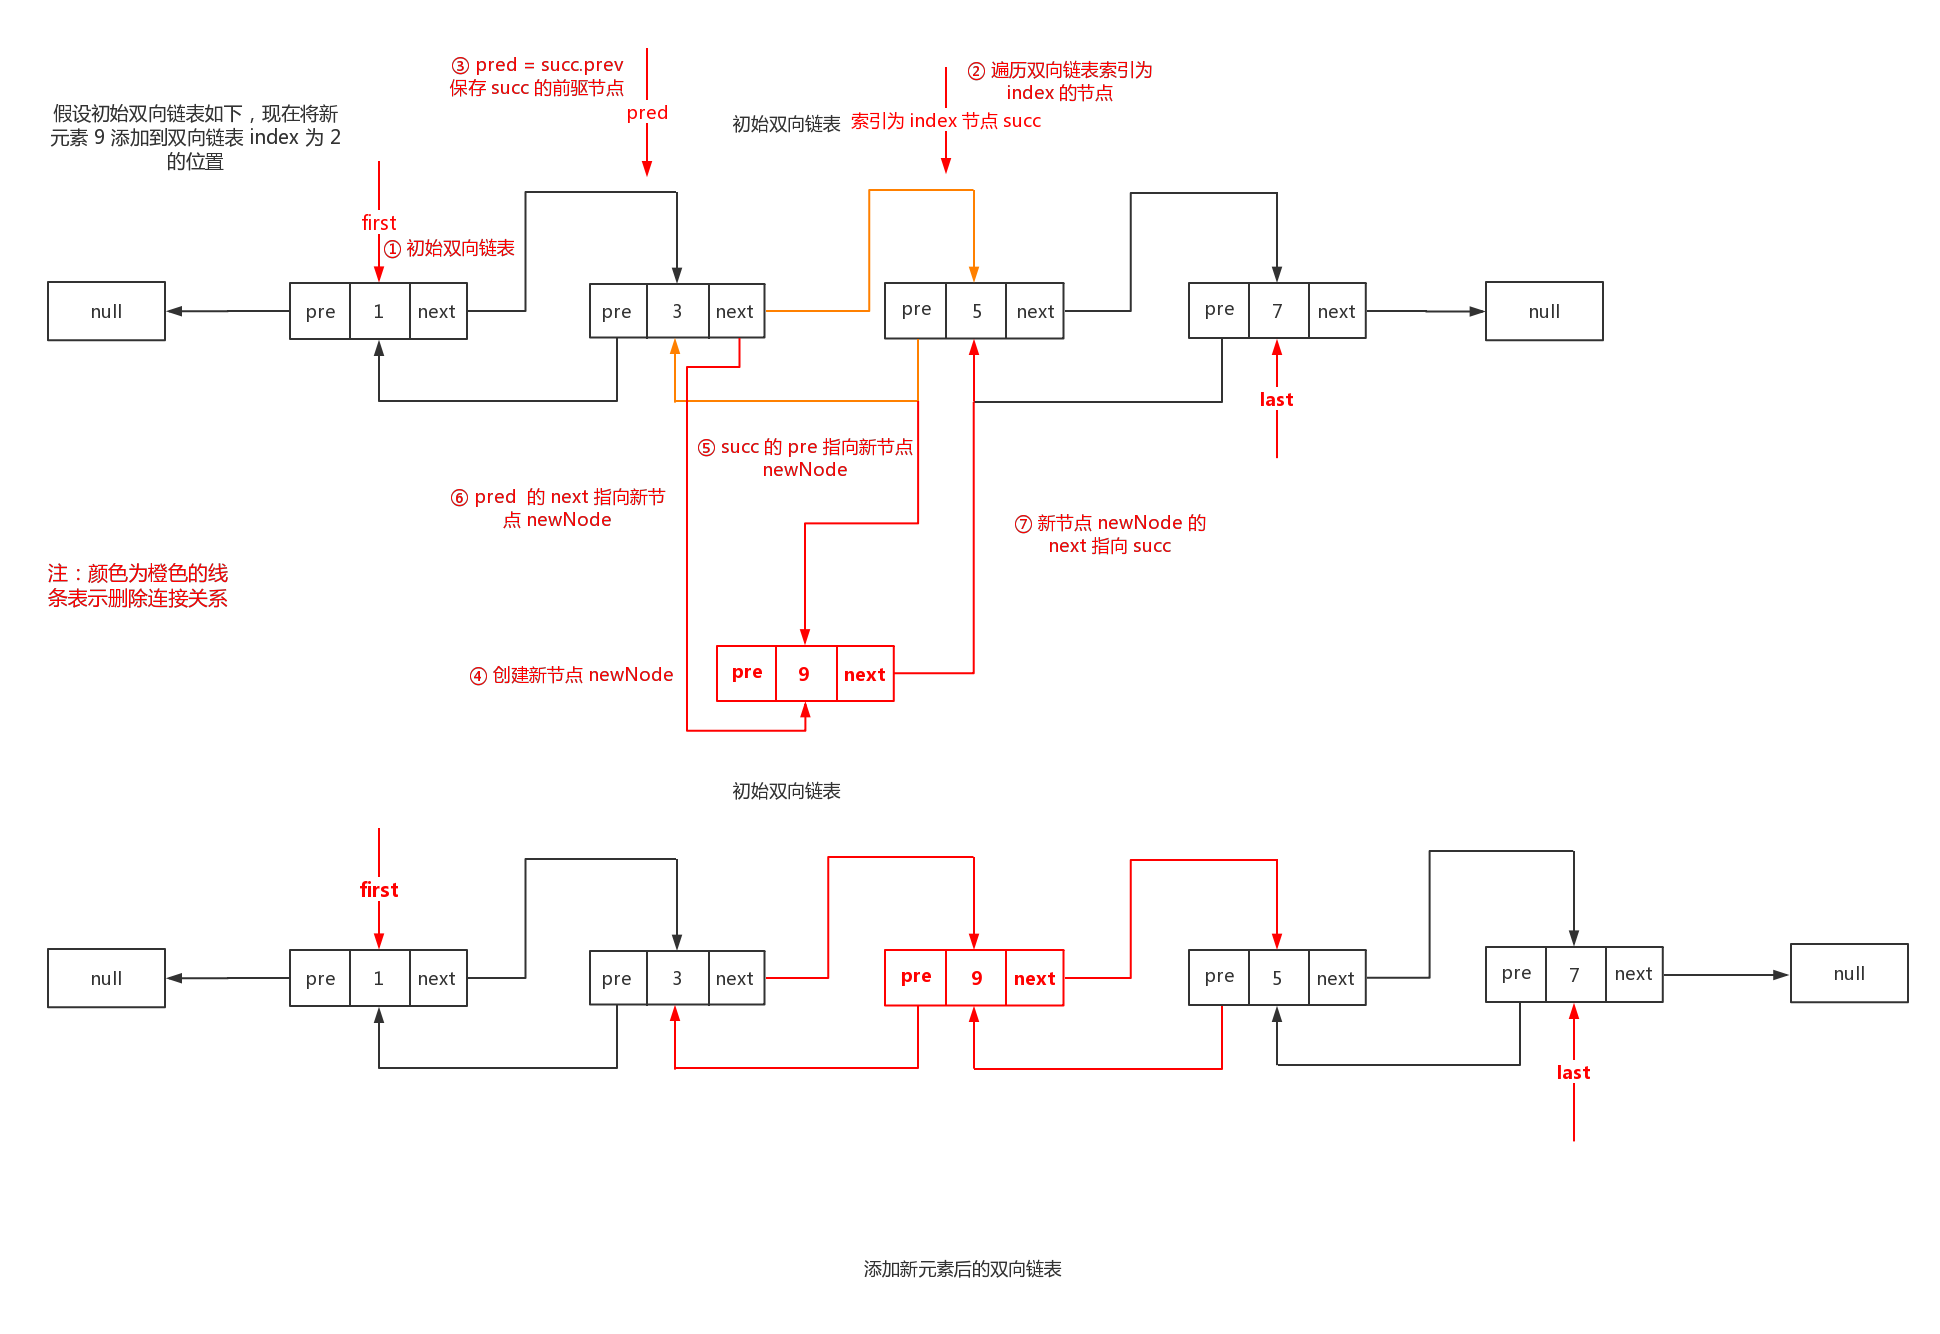 ③ pred = succ.prev
保存 succ 的前驱节点
② 遍历双向链表索引为
index 的节点
假设初始双向链表如下，现在将新
元素 9 添加到双向链表 index 为 2
的位置
pred
初始双向链表
索引为 index 节点 succ
first
① 初始双向链表
null
pre 1 next
pre 3 next
pre 5 next
pre 7 next
null
last
⑤ succ 的 pre 指向新节点
newNode
⑥ pred 的 next 指向新节
点 newNode
⑦ 新节点 newNode 的
next 指向 succ
注：颜色为橙色的线
条表示删除连接关系
④ 创建新节点 newNode
pre 9 next
初始双向链表
first
null
pre 1 next
pre 3 next
pre 9 next
pre 5 next
pre 7 next
null
last
添加新元素后的双向链表